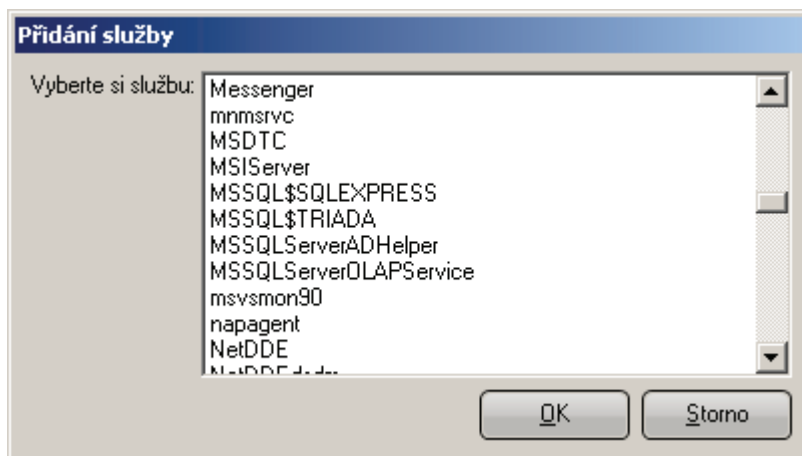 Přidání služby
Vyberte si službu:
Messenger
mnmsrvc
MSDTC
MSIServer
MSSQL$SQLEXPRESS
MSSQL$TRIADA
MSSQLServerADHelper
MSSQLServerOLAPService
msvsmon90
napagent
NetDDE
OK
Storno